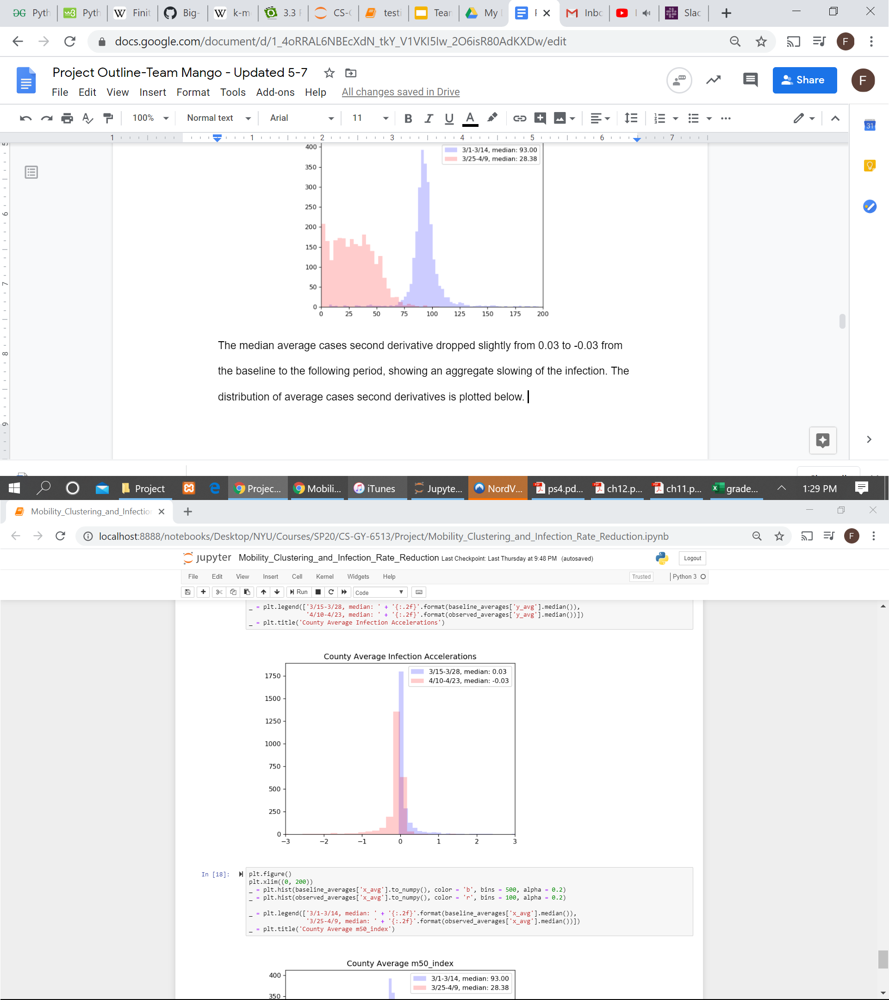 Pyth
Pyth
Finit
Big-
k-m
3.3
CS-
testi
Tear
My
Inbc
Slac
docs.google.com/document/d/1_4oRRAL6NBEcXdN_tkY_V1VKI5Iw_2O6isR80AdKXDw/edit
F
Project Outline-Team Mango - Updated 5-7
File Edit View Insert Format Tools Add-ons Help All changes saved in Drive
Share
F
100% Normal text Arial 11 B I U A
1 1 2 3 4 5 6 7
31
400
350
300
250
200
150
100
50
0
0 25 50 75 100 125 150 175 200
3/1-3/14, median: 93.00
3/25-4/9, median: 28.38
6
7
8
9
The median average cases second derivative dropped slightly from 0.03 to -0.03 from
the baseline to the following period, showing an aggregate slowing of the infection. The
distribution of average cases second derivatives is plotted below.
Project
Projec...
Mobili...
iTunes
Jupyte...
NordV...
ps4.pd...
ch12.p...
ch11.p...
grade...
1:29 PM
Mobility_Clustering_and_Infectio
localhost:8888/notebooks/Desktop/NYU/Courses/SP20/CS-GY-6513/Project/Mobility_Clustering_and_Infection_Rate_Reduction.ipynb
F
jupyter Mobility_Clustering_and_Infection_Rate_Reduction Last Checkpoint: Last Thursday at 9:48 PM (autosaved)
Logout
File Edit View Insert Cell Kernel Widgets Help
Trusted
Python 3
Run
Code
_ = plt.legend(['3/15-3/28, median: ' + '{:.2f}'.format(baseline_averages['y_avg'].median()),
'4/10-4/23, median: ' + '{:.2f}'.format(observed_averages['y_avg'].median())])
_ = plt.title('County Average Infection Accelerations')
County Average Infection Accelerations
3/15-3/28, median: 0.03
4/10-4/23, median: -0.03
1750
1500
1250
1000
750
500
250
0
−3 −2 −1 0 1 2 3
In [18]:
plt.figure()
plt.xlim((0, 200))
_ = plt.hist(baseline_averages['x_avg'].to_numpy(), color = 'b', bins = 500, alpha = 0.2)
_ = plt.hist(observed_averages['x_avg'].to_numpy(), color = 'r', bins = 100, alpha = 0.2)
_ = plt.legend(['3/1-3/14, median: ' + '{:.2f}'.format(baseline_averages['x_avg'].median()),
'3/25-4/9, median: ' + '{:.2f}'.format(observed_averages['x_avg'].median())])
_ = plt.title('County Average m50_index')
County Average m50_index
400
350
3/1-3/14, median: 93.00
3/25-4/9, median: 28.38